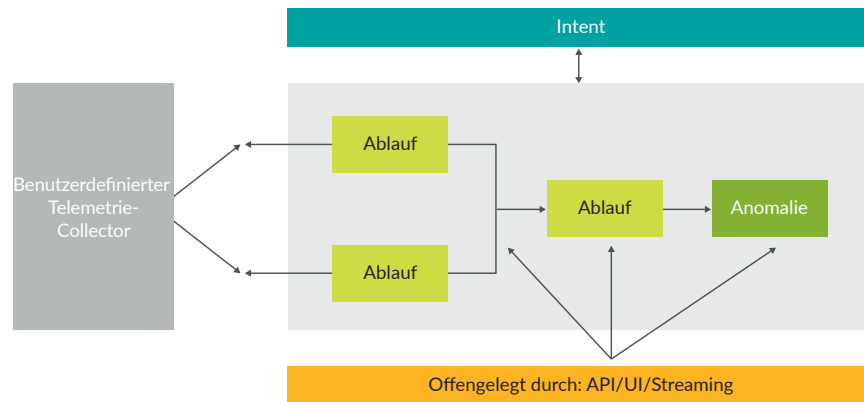 Intent
Ablauf
Benutzerdefinierter
Telemetrie-
Collector
Ablauf
Anomalie
Ablauf
Offengelegt durch: API/UI/Streaming